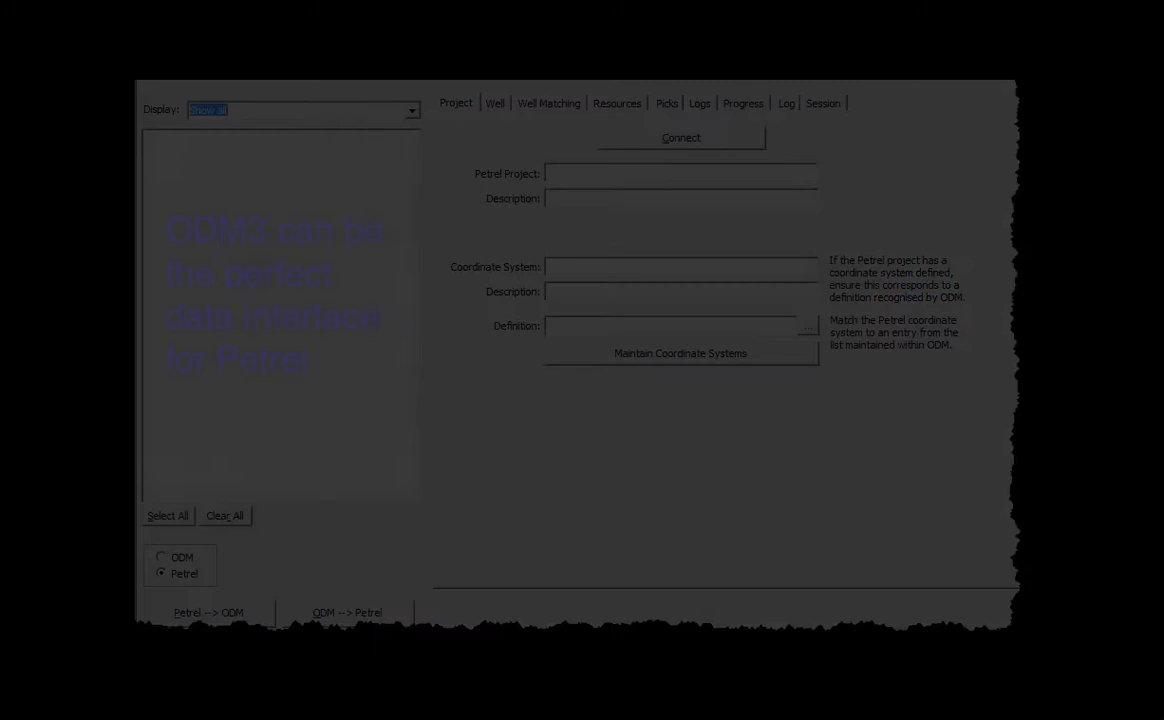 Display: Show all
Project Well Well Matching Resources Picks Logs Progress Log Session
Connect
Petrel Project:
Description:
ODM3 can be
the perfect
data interface
for Petrel
Coordinate System:
Description:
Definition: ...
Maintain Coordinate Systems
If the Petrel project has a
coordinate system defined,
ensure this corresponds to a
definition recognised by ODM.
Match the Petrel coordinate
system to an entry from the
list maintained within ODM.
Select All Clear All
ODM
Petrel
Petrel --> ODM ODM --> Petrel